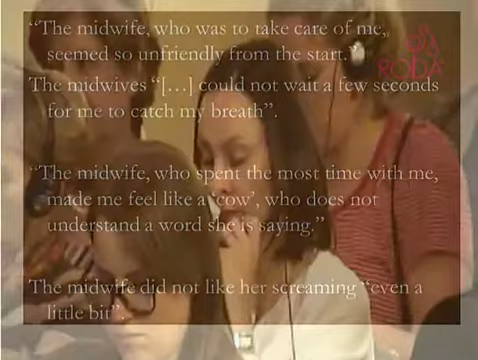 “The midwife, who was to take care of me,
seemed so unfriendly from the start.”
The midwives “[…] could not wait a few seconds
for me to catch my breath”.
“The midwife, who spent the most time with me,
made me feel like a ‘cow’, who does not
understand a word she is saying.”
The midwife did not like her screaming “even a
little bit”.
RODA